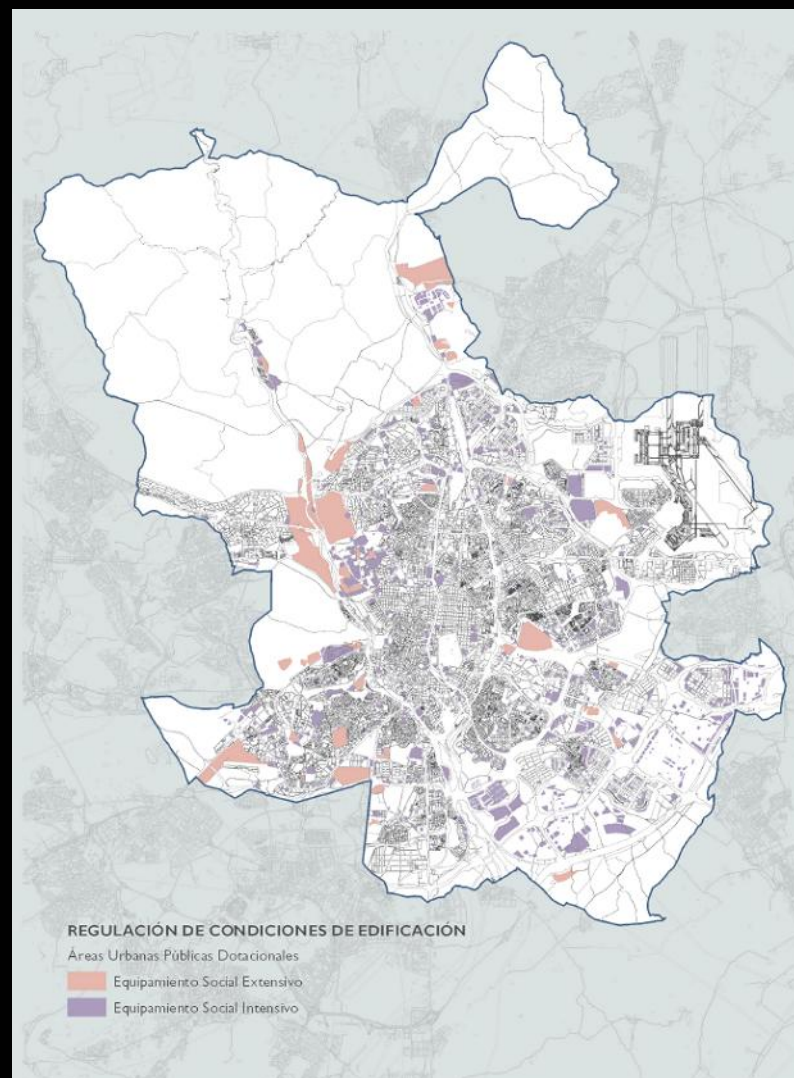 REGULACIÓN DE CONDICIONES DE EDIFICACIÓN
Áreas Urbanas Públicas Dotacionales
Equipamiento Social Extensivo
Equipamiento Social Intensivo